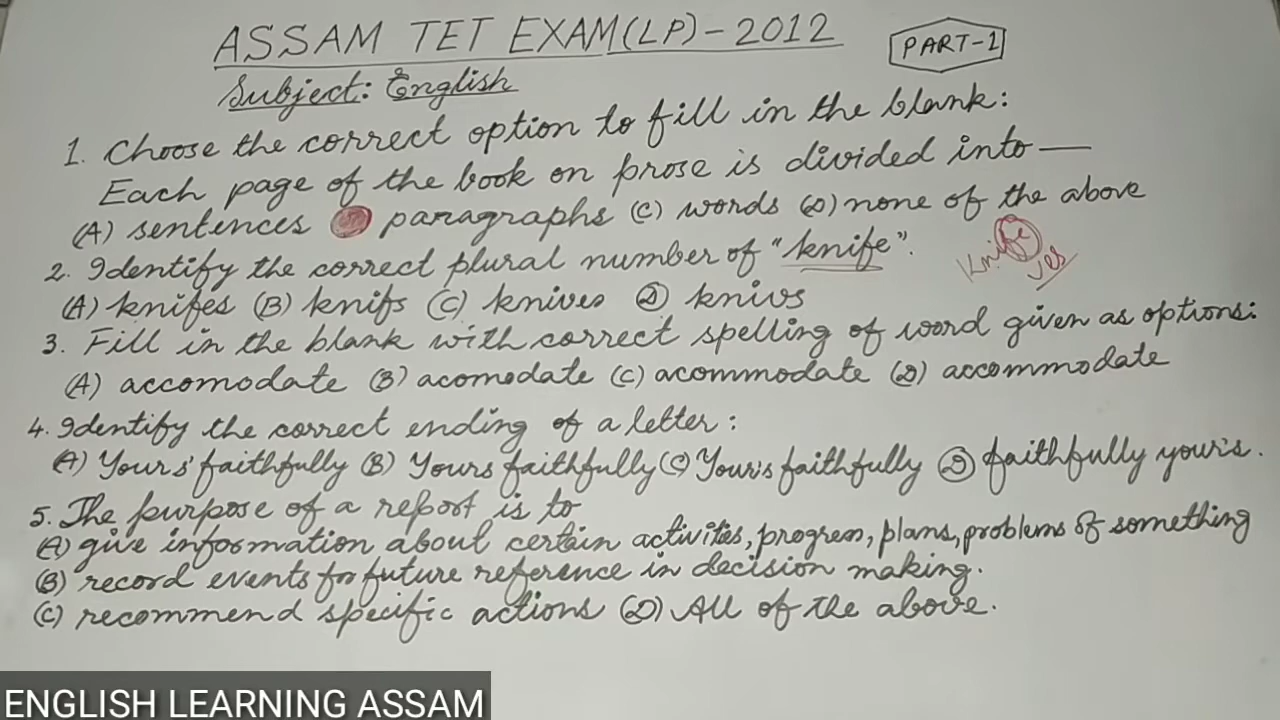 ASSAM TET EXAM(LP)-2012
PART-1
Subject: English
1. Choose the correct option to fill in the blank:
Each page of the book on prose is divided into —
(A) sentences paragraphs (C) words (D) none of the above
2. Identify the correct plural number of "knife".
Knife
ves
(A) knifes (B) knifs (C) knives (D) knivs
3. Fill in the blank with correct spelling of word given as options:
(A) accomodate (B) acomodate (C) acommodate (D) accommodate
4. Identify the correct ending of a letter:
(A) Yours' faithfully (B) Yours faithfully (C) Your's faithfully (D) faithfully your's.
5. The purpose of a report is to
(A) give information about certain activities, progress, plans, problems of something
(B) record events for future reference in decision making.
(C) recommend specific actions (D) All of the above.
ENGLISH LEARNING ASSAM